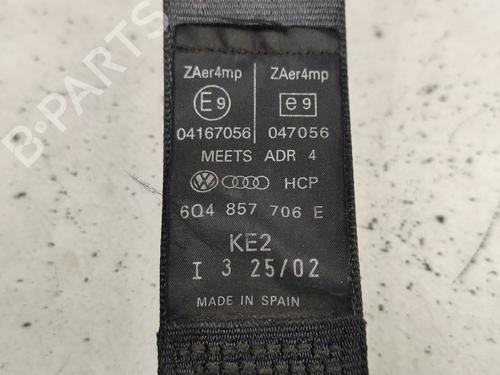 ZAer4mp ZAer4mp
E9 e9
04167056 047056
MEETS ADR 4
HCP
6Q4 857 706 E
KE2
I 3 25/02
MADE IN SPAIN
B-PARTS